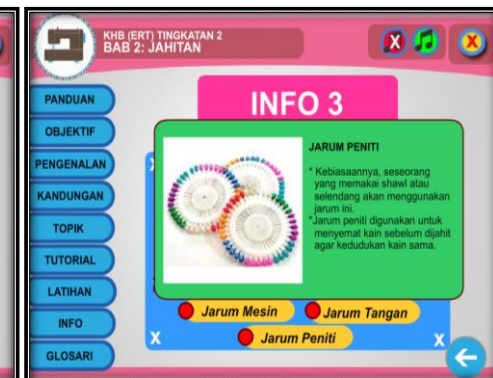 KHB (ERT) TINGKATAN 2
BAB 2: JAHITAN
X
X
PANDUAN
OBJEKTIF
PENGENALAN
KANDUNGAN
TOPIK
TUTORIAL
LATIHAN
INFO
GLOSARI
INFO 3
JARUM PENITI
* Kebiasaannya, seseorang
yang memakai shawl atau
selendang akan menggunakan
jarum ini.
*Jarum peniti digunakan untuk
menyemat kain sebelum dijahit
agar kedudukan kain sama.
Jarum Mesin
Jarum Tangan
X
Jarum Peniti
X